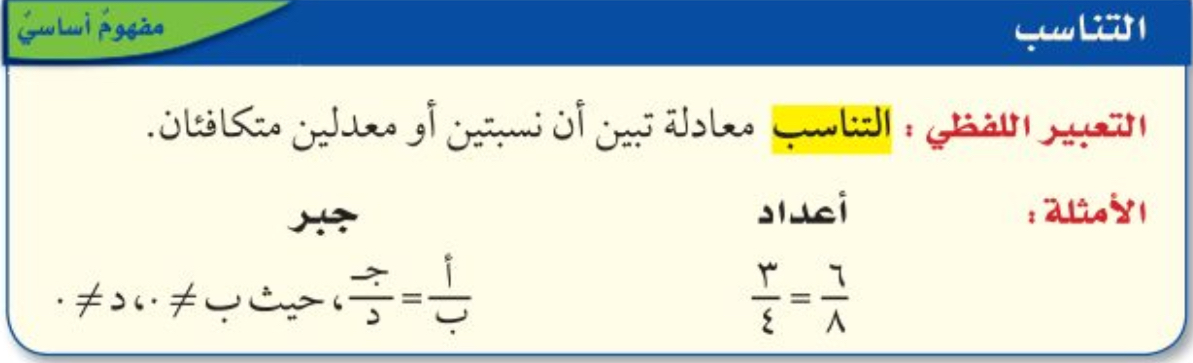 التناسب
مفهومٌ أساسيٌ
التعبير اللفظي : التناسب معادلة تبين أن نسبتين أو معدلين متكافئان.
الأمثلة : أعداد جبر
٦/٨ = ٣/٤ أ/ب = جـ/د، حيث ب ≠ ٠، د ≠ ٠